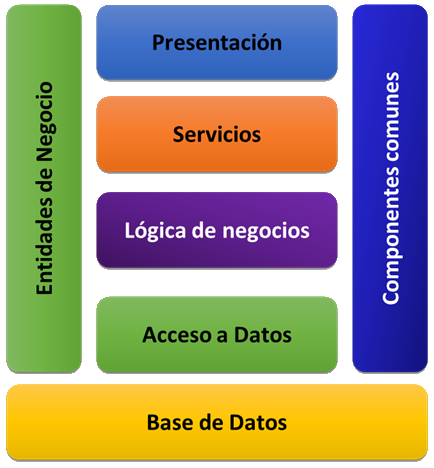 Entidades de Negocio
Presentación
Servicios
Lógica de negocios
Acceso a Datos
Componentes comunes
Base de Datos